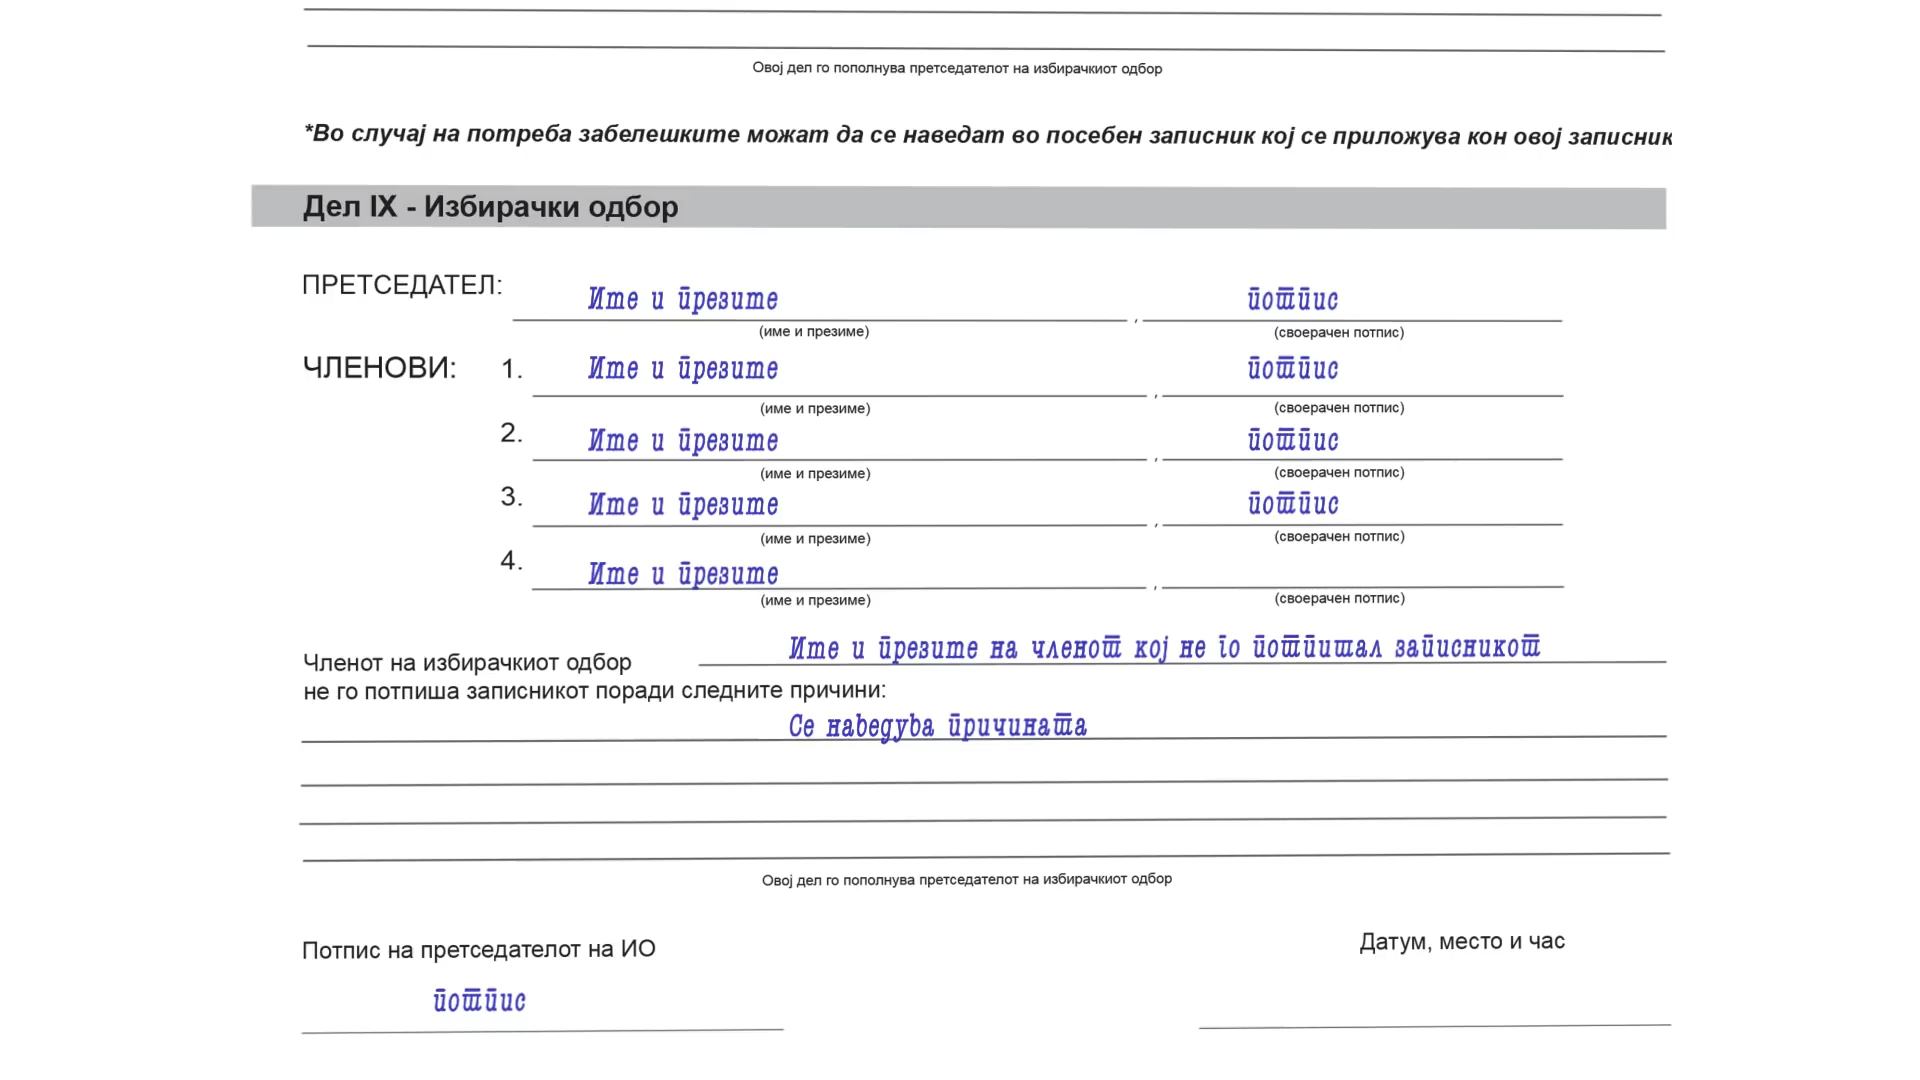 Овој дел го пополнува претседателот на избирачкиот одбор
*Во случај на потреба забелешките можат да се наведат во посебен записник кој се приложува кон овој записник
Дел IX - Избирачки одбор
ПРЕТСЕДАТЕЛ: Име и презиме , потпис
(име и презиме) (своерачен потпис)
ЧЛЕНОВИ: 1. Име и презиме , потпис
(име и презиме) (своерачен потпис)
2. Име и презиме , потпис
(име и презиме) (своерачен потпис)
3. Име и презиме , потпис
(име и презиме) (своерачен потпис)
4. Име и презиме ,
(име и презиме) (своерачен потпис)
Членот на избирачкиот одбор Име и презиме на членот кој не го потпишал записникот
не го потпиша записникот поради следните причини:
Се наведува причината
Овој дел го пополнува претседателот на избирачкиот одбор
Потпис на претседателот на ИО Датум, место и час
потпис